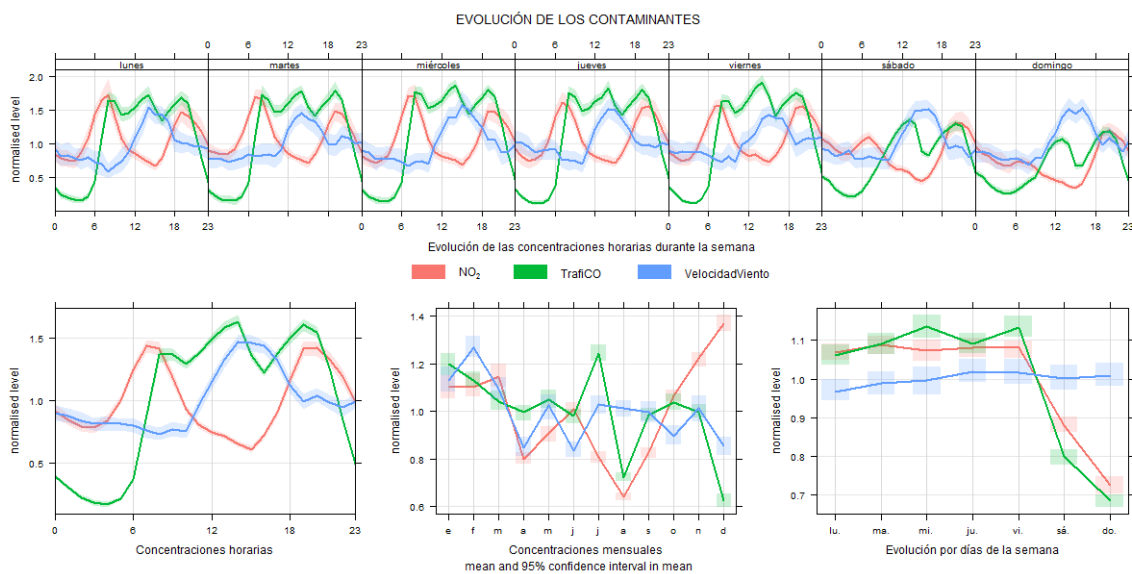 EVOLUCIÓN DE LOS CONTAMINANTES
0 6 12 18 23 0 6 12 18 23 0 6 12 18 23
lunes martes miércoles jueves viernes sábado domingo
normalised level
2.0
1.5
1.0
0.5
0 6 12 18 23 0 6 12 18 23 0 6 12 18 23 0 6 12 18 23
Evolución de las concentraciones horarias durante la semana
NO₂ TrafiCO VelocidadViento
normalised level
1.5
1.0
0.5
0 6 12 18 23
Concentraciones horarias
normalised level
1.4
1.2
1.0
0.8
0.6
e f m a m j j a s o n d
Concentraciones mensuales
mean and 95% confidence interval in mean
normalised level
1.1
1.0
0.9
0.8
0.7
lu. ma. mi. ju. vi. sá. do.
Evolución por días de la semana